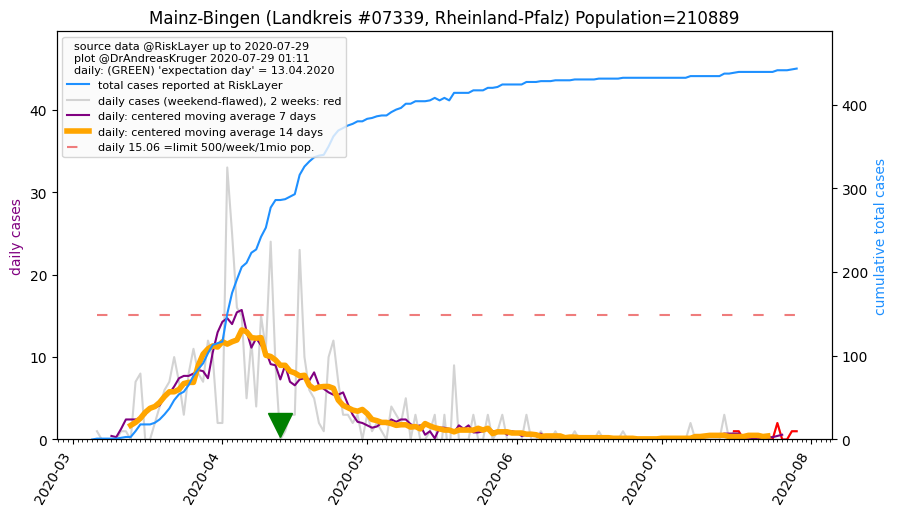 Mainz-Bingen (Landkreis #07339, Rheinland-Pfalz) Population=210889
source data @RiskLayer up to 2020-07-29
plot @DrAndreasKruger 2020-07-29 01:11
daily: (GREEN) 'expectation day' = 13.04.2020
total cases reported at RiskLayer
daily cases (weekend-flawed), 2 weeks: red
daily: centered moving average 7 days
daily: centered moving average 14 days
daily 15.06 =limit 500/week/1mio pop.
daily cases
40
30
20
10
0
cumulative total cases
400
300
200
100
0
2020-03
2020-04
2020-05
2020-06
2020-07
2020-08